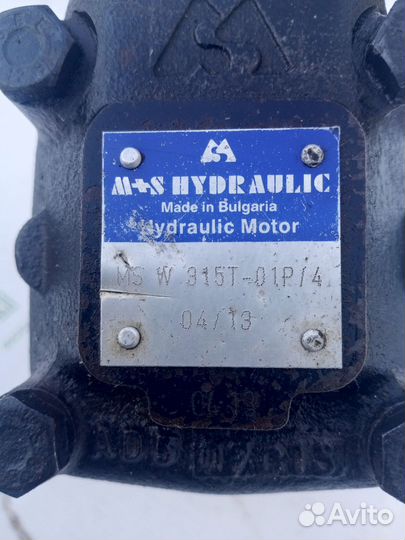 M+S HYDRAULIC
Made in Bulgaria
Hydraulic Motor
MS W 315T-01P/4
04/13
Avito